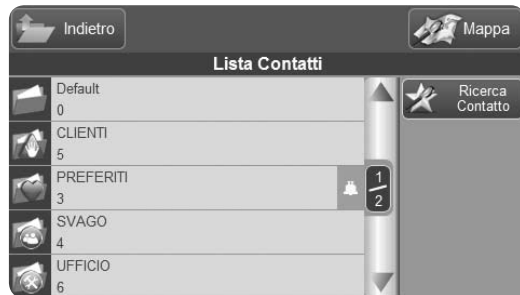 Indietro
Mappa
Lista Contatti
Default
0
CLIENTI
5
PREFERITI
3
SVAGO
4
UFFICIO
6
1
2
Ricerca
Contatto